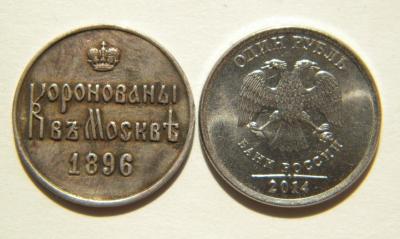 Коронованы
въ Москвѣ
1896
ОДИН РУБЛЬ
БАНК РОССИИ
2014